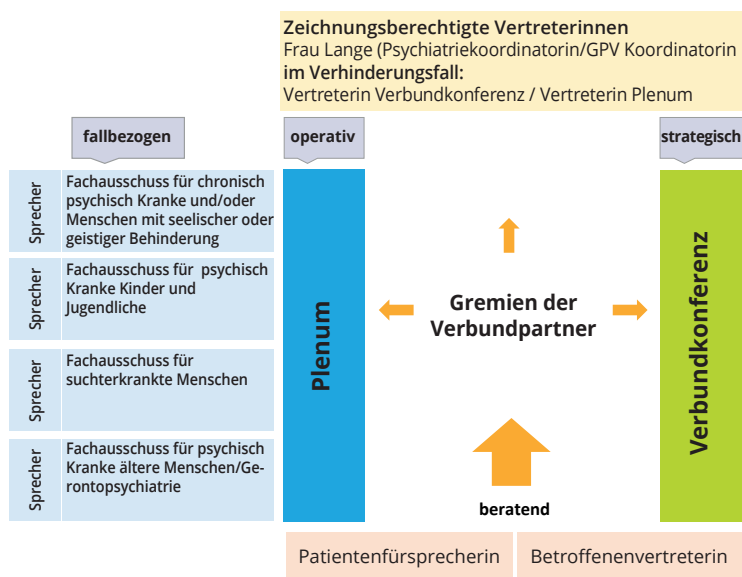 Zeichnungsberechtigte Vertreterinnen
Frau Lange (Psychiatriekoordinatorin/GPV Koordinatorin
im Verhinderungsfall:
Vertreterin Verbundkonferenz / Vertreterin Plenum
fallbezogen
operativ
strategisch
Sprecher
Fachausschuss für chronisch
psychisch Kranke und/oder
Menschen mit seelischer oder
geistiger Behinderung
Sprecher
Fachausschuss für psychisch
Kranke Kinder und
Jugendliche
Sprecher
Fachausschuss für
suchterkrankte Menschen
Sprecher
Fachausschuss für psychisch
Kranke ältere Menschen/Ge-
rontopsychiatrie
Plenum
Gremien der
Verbundpartner
Verbundkonferenz
beratend
Patientenfürsprecherin
Betroffenenvertreterin